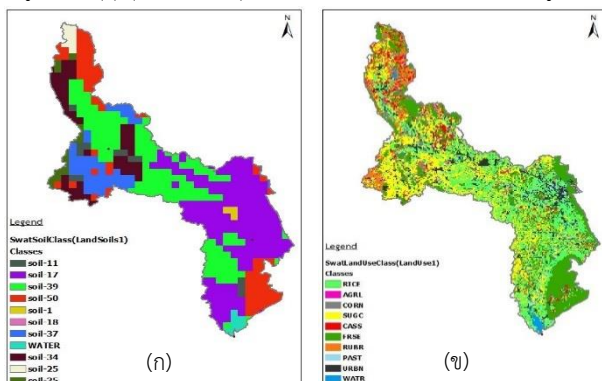 N
Legend
SwatSoilClass(LandSoils1)
Classes
soil-11
soil-17
soil-39
soil-50
soil-1
soil-18
soil-37
WATER
soil-34
soil-25
soil-35
(ก)
N
Legend
SwatLandUseClass(LandUse1)
Classes
RICE
AGRL
CORN
SUGC
CASS
FRSE
RUBR
PAST
URBN
WATR
(ข)